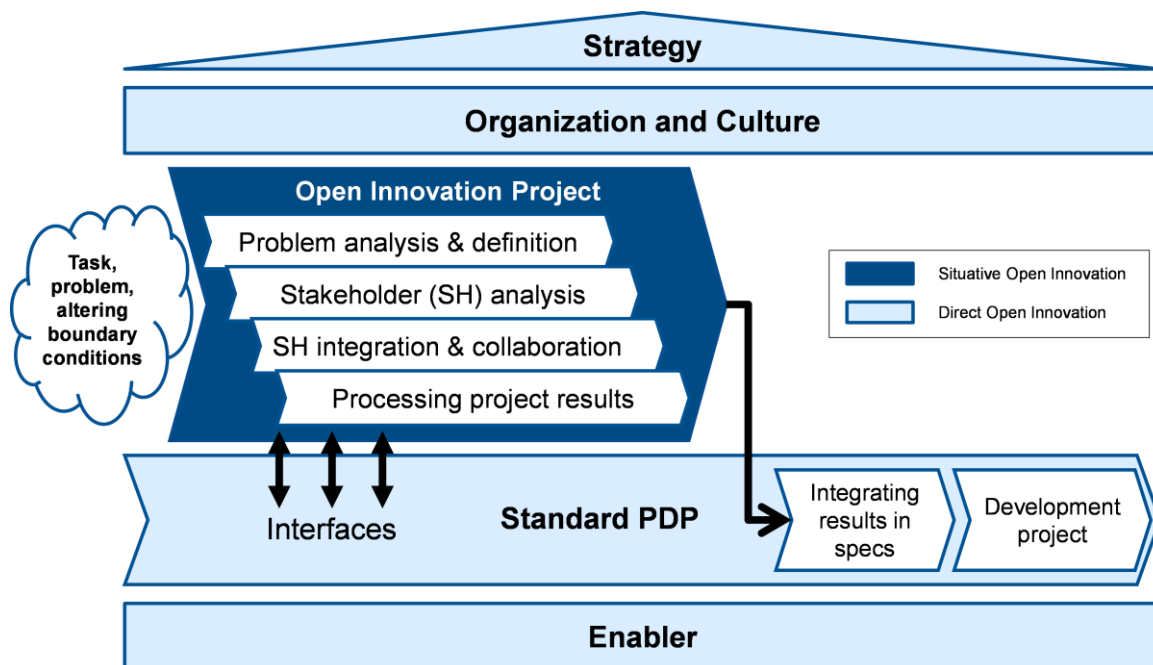 Strategy
Organization and Culture
Open Innovation Project
Problem analysis & definition
Stakeholder (SH) analysis
SH integration & collaboration
Processing project results
Task,
problem,
altering
boundary
conditions
Situative Open Innovation
Direct Open Innovation
Interfaces
Standard PDP
Integrating
results in
specs
Development
project
Enabler